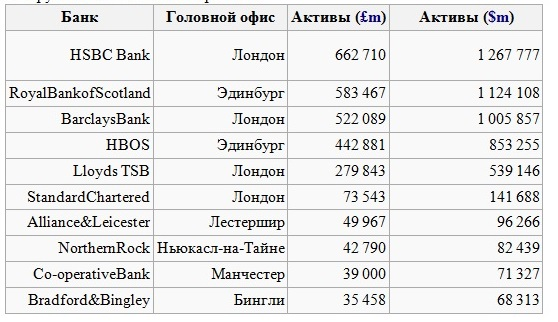 Банк Головной офис Активы (£m) Активы ($m)
HSBC Bank Лондон 662 710 1 267 777
RoyalBankofScotland Эдинбург 583 467 1 124 108
BarclaysBank Лондон 522 089 1 005 857
HBOS Эдинбург 442 881 853 255
Lloyds TSB Лондон 279 843 539 146
StandardChartered Лондон 73 543 141 688
Alliance&Leicester Лестершир 49 967 96 266
NorthernRock Ньюкасл-на-Тайне 42 790 82 439
Co-operativeBank Манчестер 39 000 71 327
Bradford&Bingley Бингли 35 458 68 313